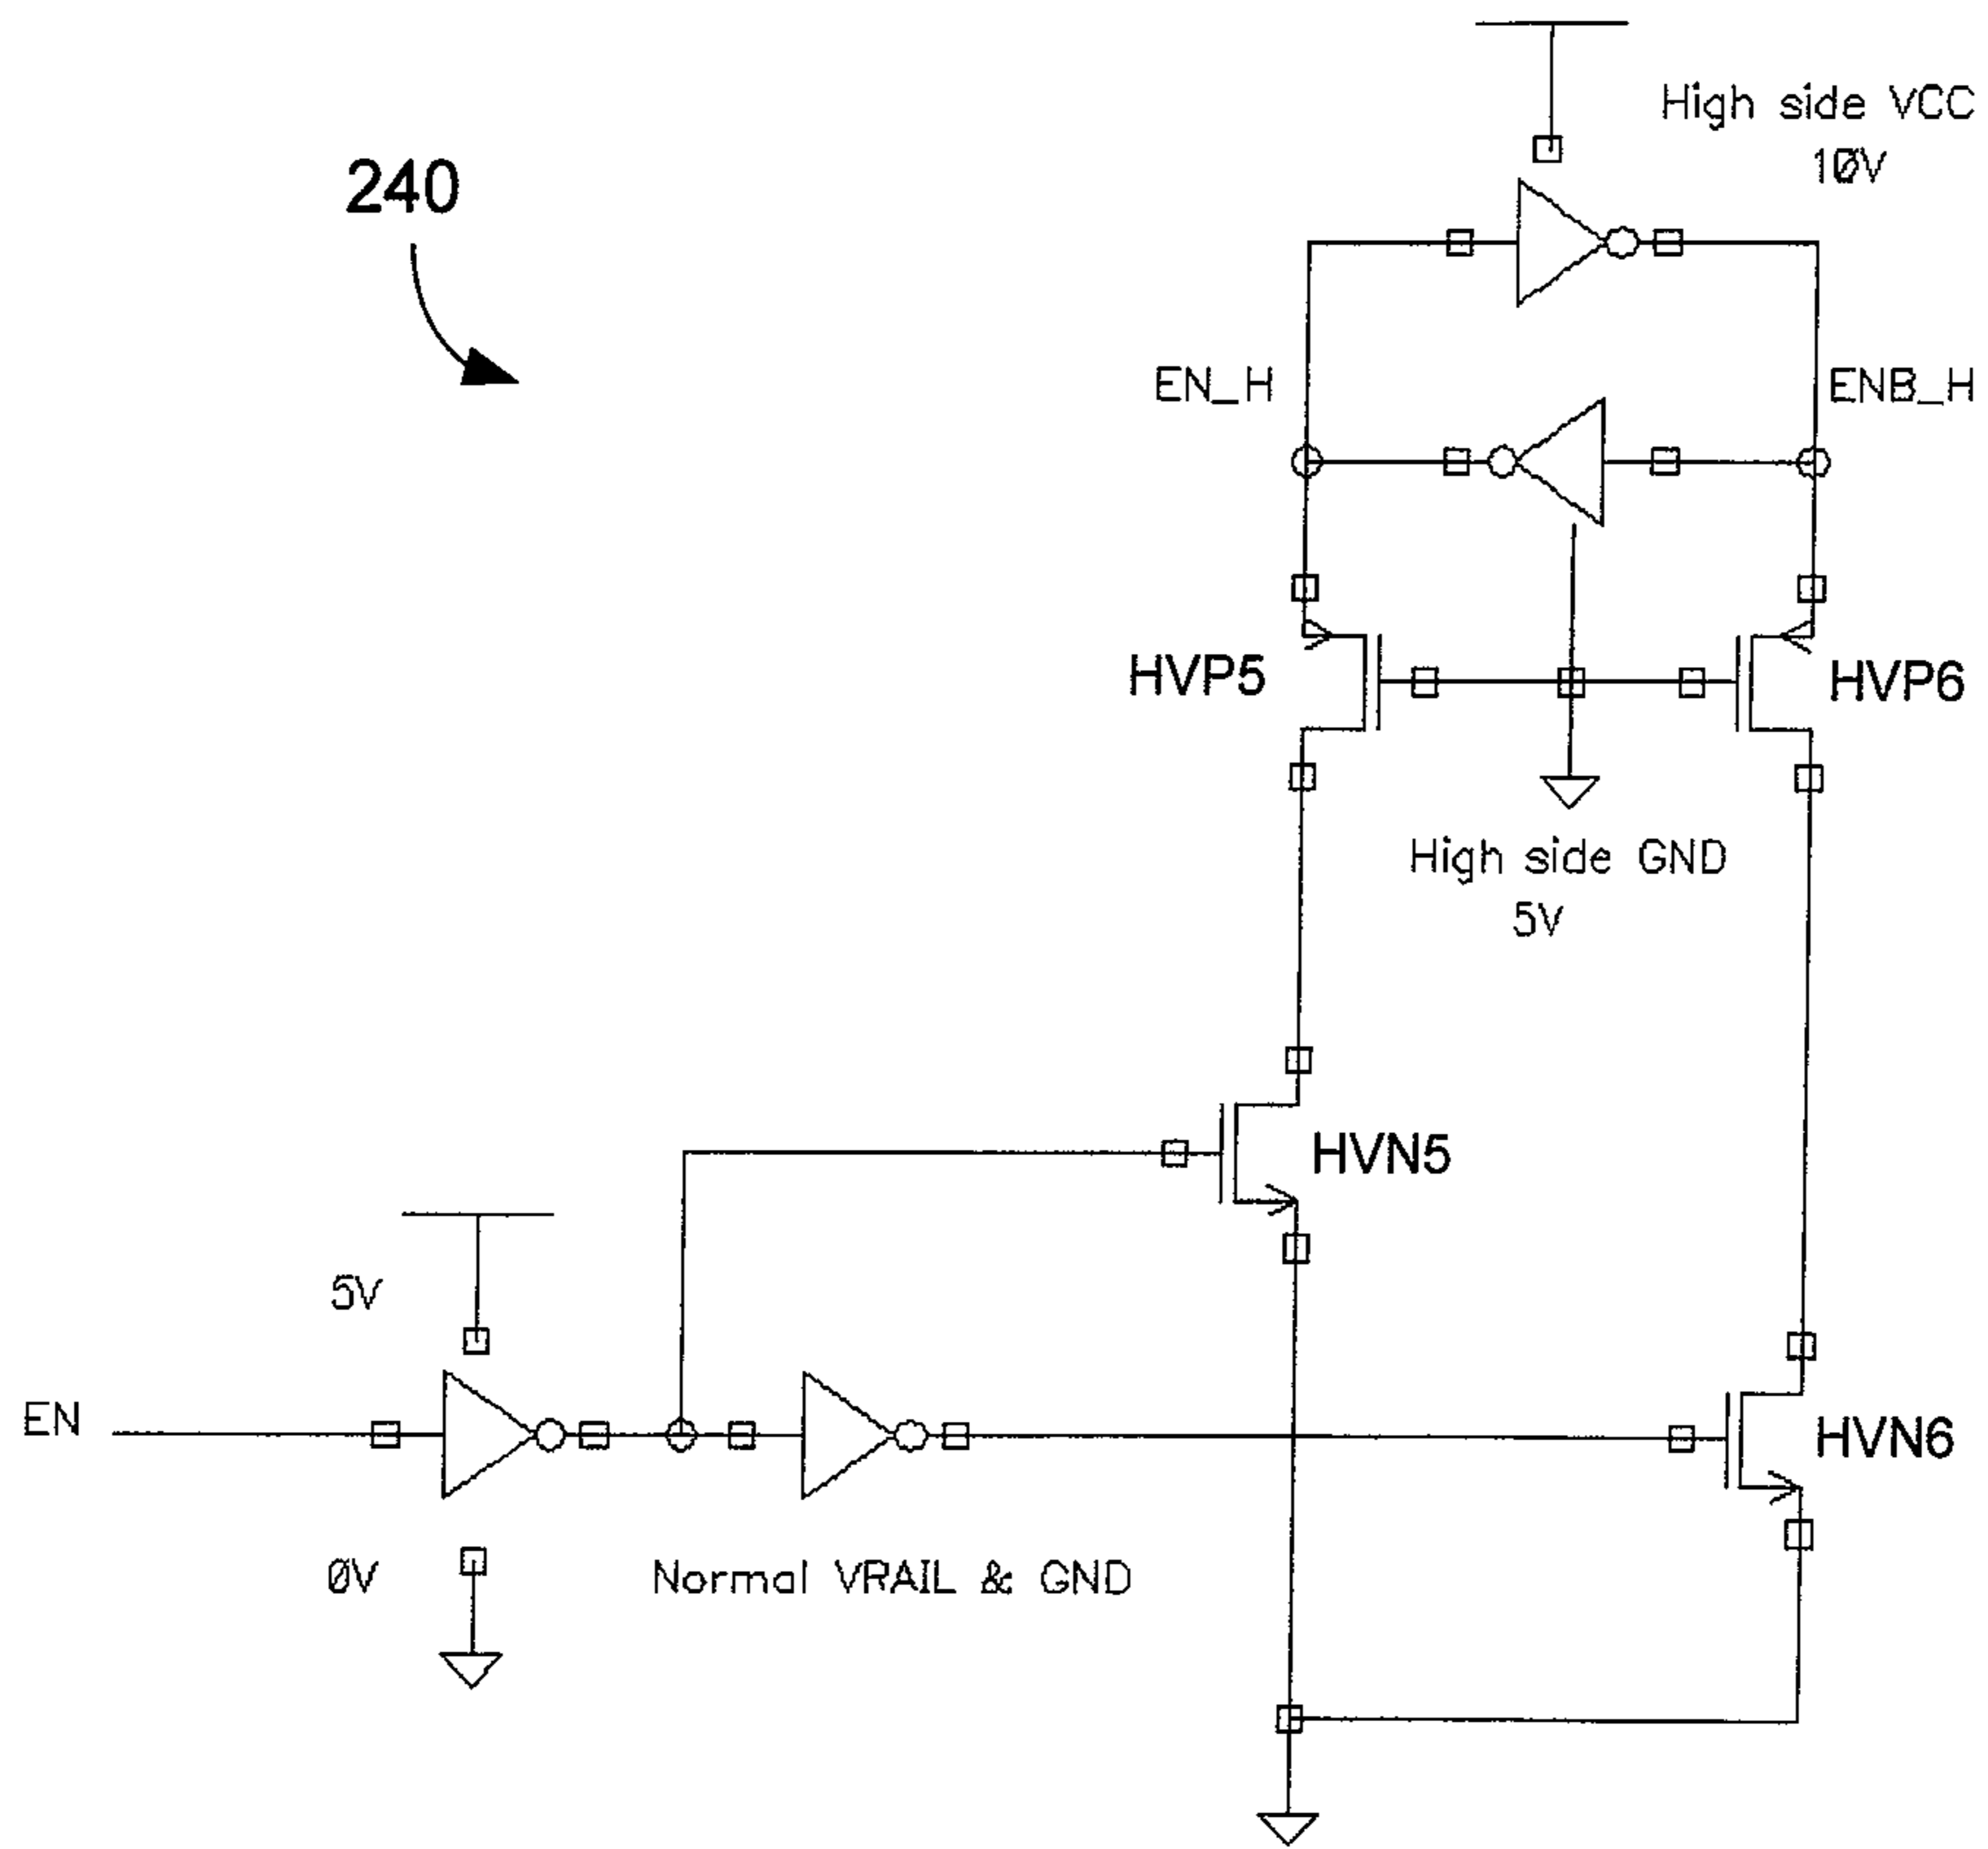 High side VCC
10V
240
EN_H
ENB_H
HVP5
HVP6
High side GND
5V
HVN5
5V
EN
HVN6
0V
Normal VRAIL & GND